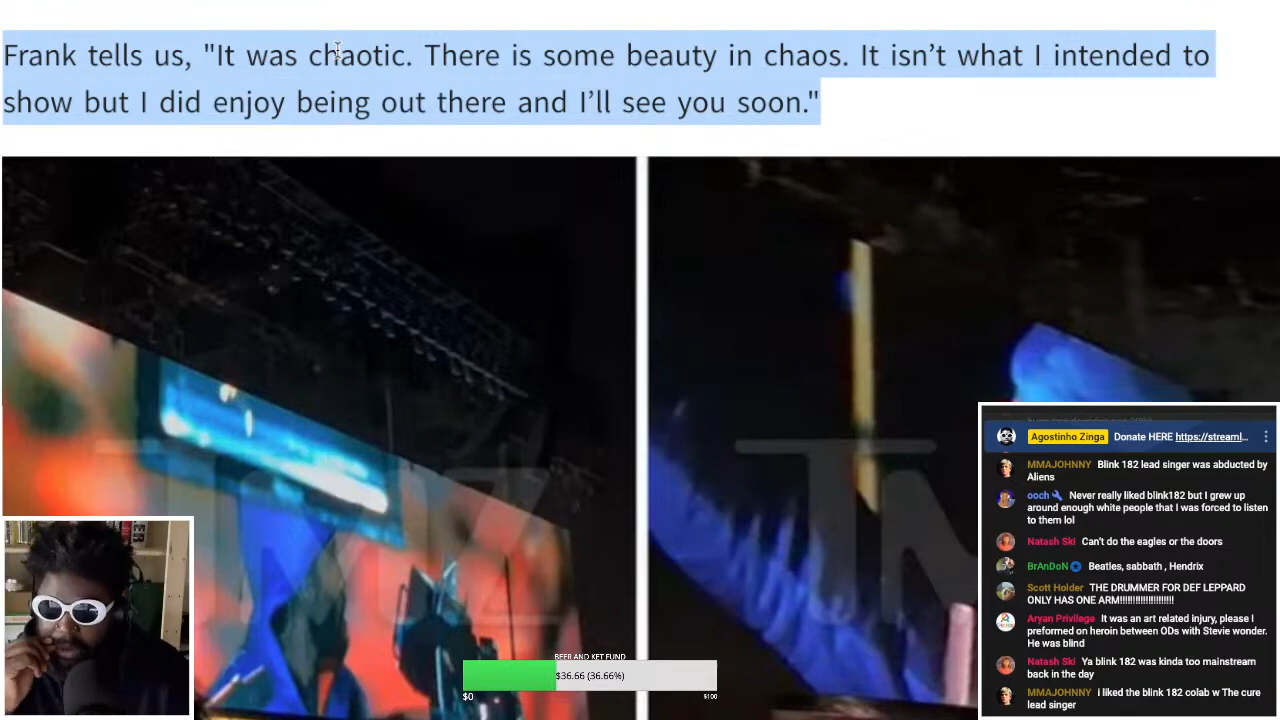 Frank tells us, "It was chaotic. There is some beauty in chaos. It isn’t what I intended to
show but I did enjoy being out there and I’ll see you soon."
TMZ
BEER AND KET FUND
$36.66 (36.66%)
$0
$100
Agostinho Zinga Donate HERE https://streaml...
MMAJOHNNY Blink 182 lead singer was abducted by
Aliens
ooch Never really liked blink182 but I grew up
around enough white people that I was forced to listen
to them lol
Natash Ski Can’t do the eagles or the doors
BrAnDoN Beatles, sabbath , Hendrix
Scott Holder THE DRUMMER FOR DEF LEPPARD
ONLY HAS ONE ARM!!!!!!!!!!!!!!!!!!!!!
Aryan Privilege It was an art related injury, please I
preformed on heroin between ODs with Stevie wonder.
He was blind
Natash Ski Ya blink 182 was kinda too mainstream
back in the day
MMAJOHNNY i liked the blink 182 colab w The cure
lead singer